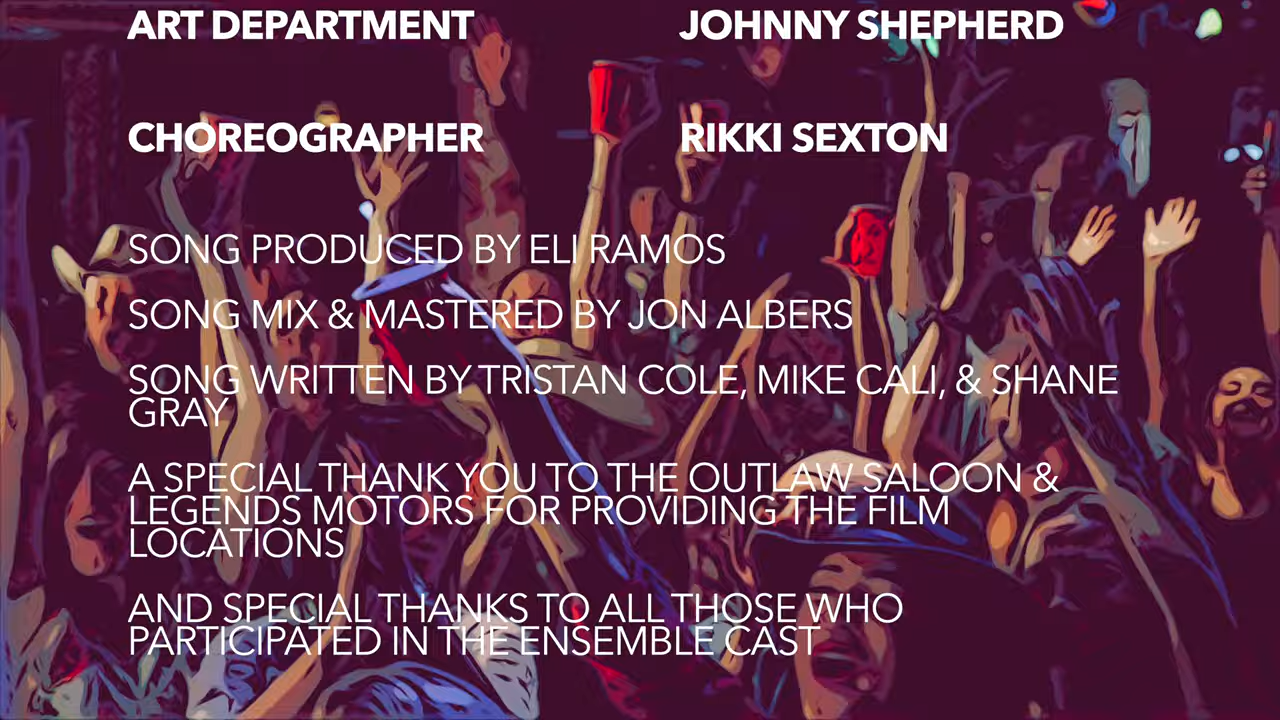 ART DEPARTMENT JOHNNY SHEPHERD
CHOREOGRAPHER RIKKI SEXTON
SONG PRODUCED BY ELI RAMOS
SONG MIX & MASTERED BY JON ALBERS
SONG WRITTEN BY TRISTAN COLE, MIKE CALI, & SHANE
GRAY
A SPECIAL THANK YOU TO THE OUTLAW SALOON &
LEGENDS MOTORS FOR PROVIDING THE FILM
LOCATIONS
AND SPECIAL THANKS TO ALL THOSE WHO
PARTICIPATED IN THE ENSEMBLE CAST